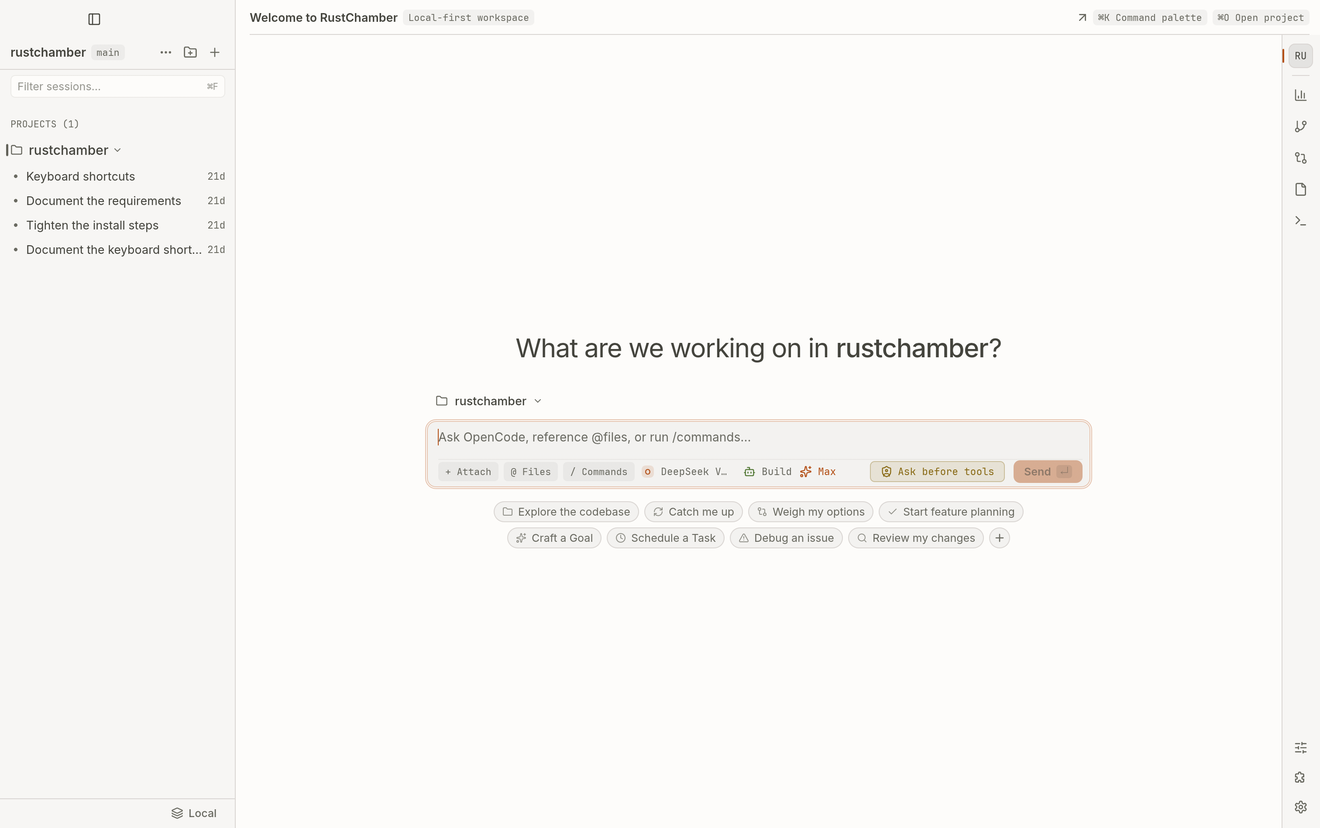 Welcome to RustChamber Local-first workspace ⌘K Command palette ⌘O Open project
rustchamber main
Filter sessions... ⌘F
RU
PROJECTS (1)
rustchamber
Keyboard shortcuts 21d
Document the requirements 21d
Tighten the install steps 21d
Document the keyboard short... 21d
What are we working on in rustchamber?
rustchamber
Ask OpenCode, reference @files, or run /commands...
+ Attach @ Files / Commands O DeepSeek V… Build Max Ask before tools Send
Explore the codebase Catch me up Weigh my options Start feature planning
Craft a Goal Schedule a Task Debug an issue Review my changes
Local